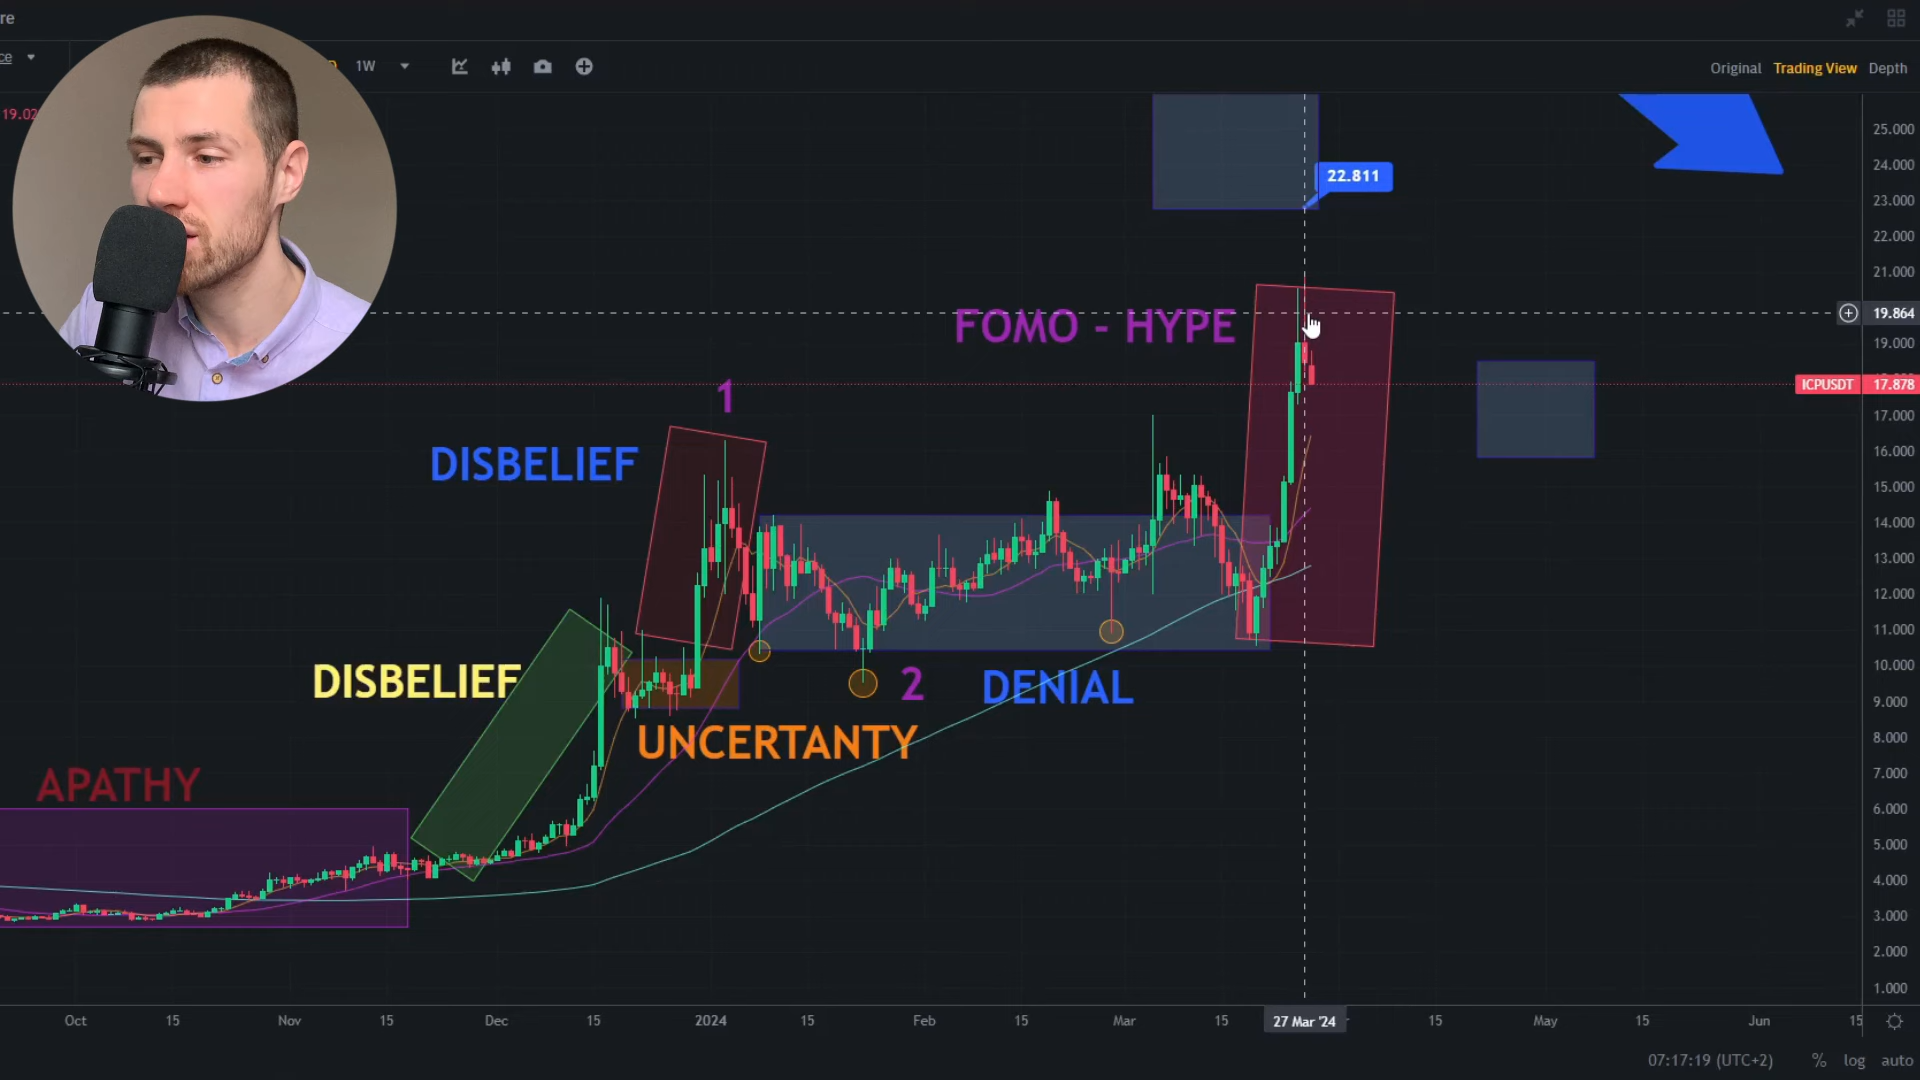 re
ce
1W
Original Trading View Depth
19.02
25.000
24.000
22.811
23.000
22.000
21.000
FOMO - HYPE
19.864
19.000
ICPUSDT 17.878
1
17.000
DISBELIEF
16.000
15.000
14.000
13.000
12.000
11.000
DISBELIEF
2
DENIAL
10.000
9.000
UNCERTANTY
8.000
APATHY
7.000
6.000
5.000
4.000
3.000
2.000
1.000
Oct 15 Nov 15 Dec 15 2024 15 Feb 15 Mar 15 27 Mar '24 15 May 15 Jun 15
07:17:19 (UTC+2) % log auto